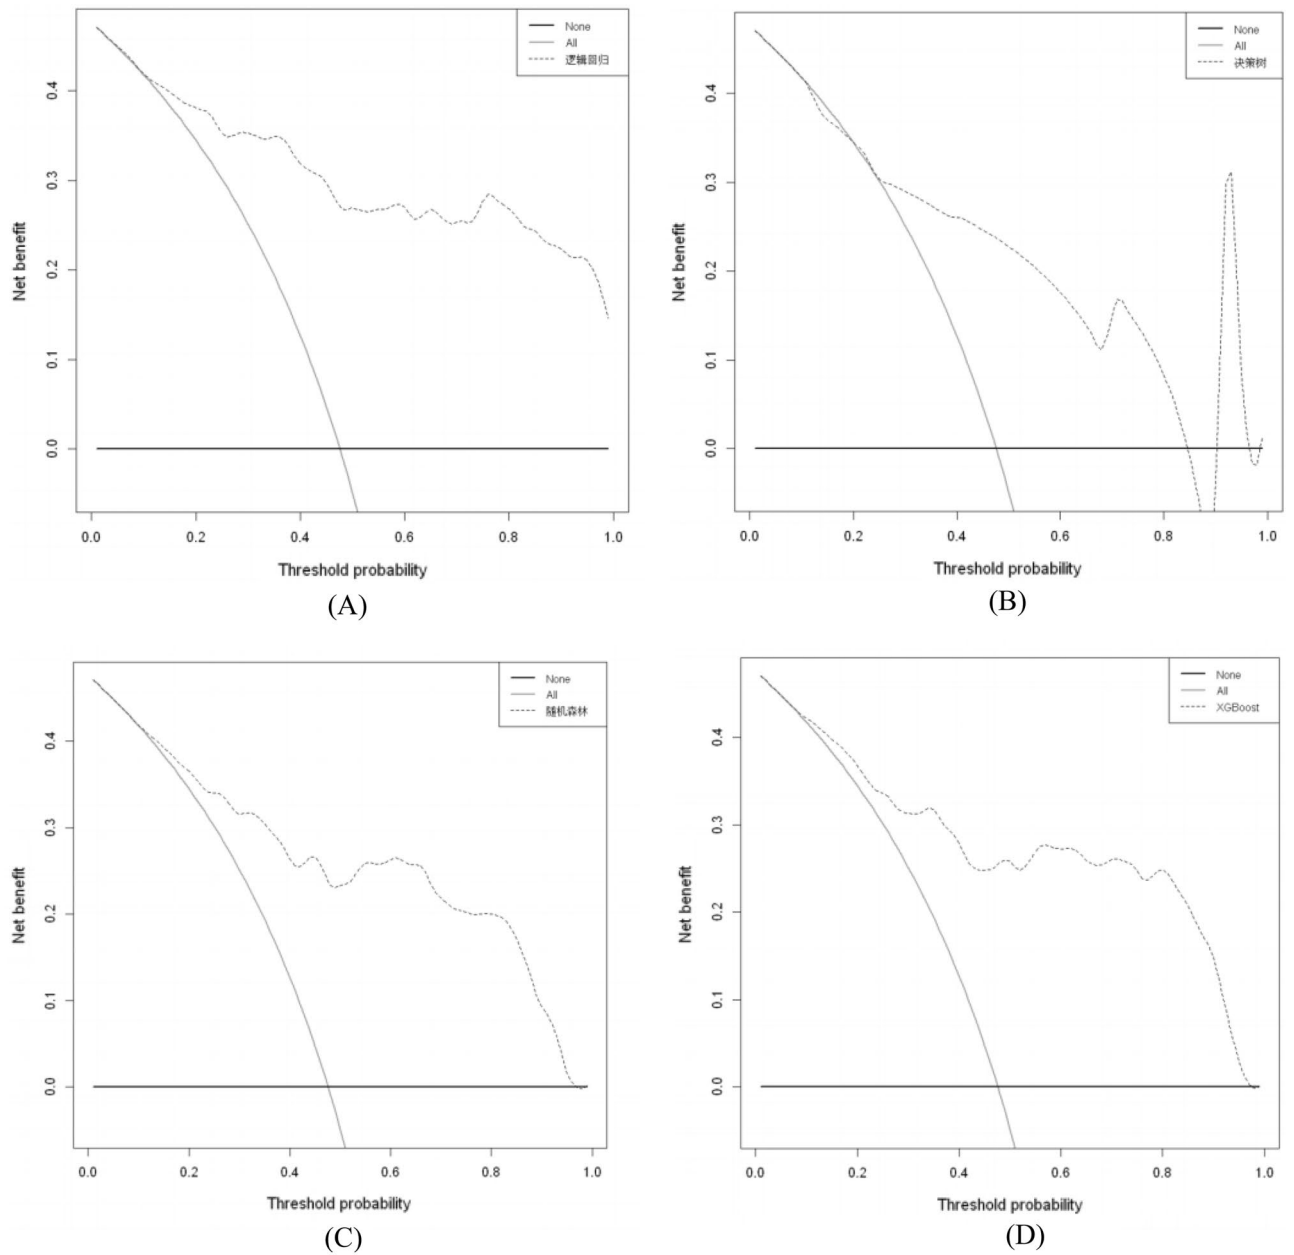 None
All
逻辑回归
0.4
0.3
0.2
0.1
0.0
Net benefit
0.0 0.2 0.4 0.6 0.8 1.0
Threshold probability
(A)
None
All
决策树
0.4
0.3
0.2
0.1
0.0
Net benefit
0.0 0.2 0.4 0.6 0.8 1.0
Threshold probability
(B)
None
All
随机森林
0.4
0.3
0.2
0.1
0.0
Net benefit
0.0 0.2 0.4 0.6 0.8 1.0
Threshold probability
(C)
None
All
XGBoost
0.4
0.3
0.2
0.1
0.0
Net benefit
0.0 0.2 0.4 0.6 0.8 1.0
Threshold probability
(D)